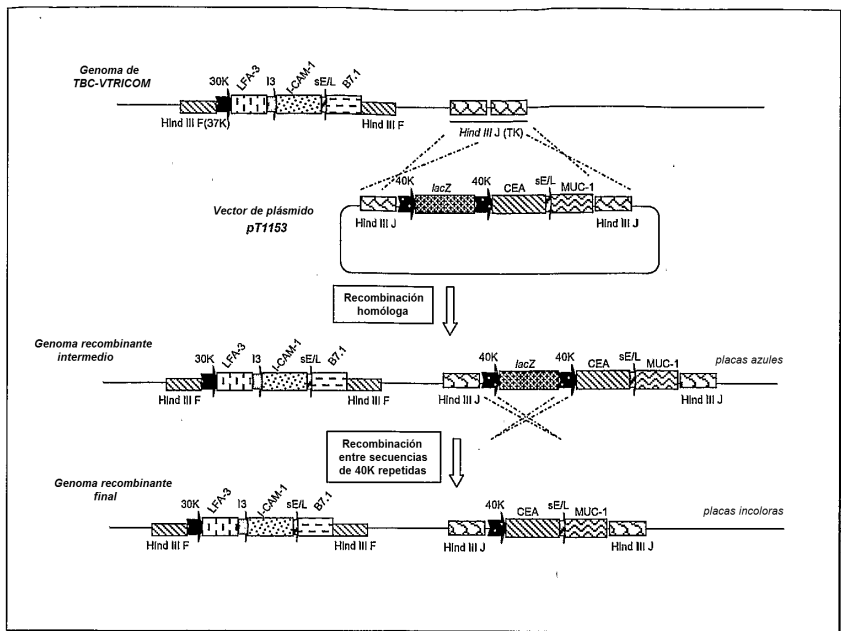 Genoma de
TBC-VTRICOM
30K LFA-3 I3 I-CAM-1 sE/L B7.1
Hind III F(37K) Hind III F
Hind III J (TK)
Vector de plásmido
pT1153
40K lacZ 40K CEA sE/L MUC-1
Hind III J Hind III J
Recombinación
homóloga
Genoma recombinante
intermedio
30K LFA-3 I3 I-CAM-1 sE/L B7.1
40K lacZ 40K CEA sE/L MUC-1
placas azules
Hind III F Hind III F Hind III J Hind III J
Recombinación
entre secuencias
de 40K repetidas
Genoma recombinante
final
30K LFA-3 I3 I-CAM-1 sE/L B7.1
40K CEA sE/L MUC-1
placas incoloras
Hind III F Hind III F Hind III J Hind III J